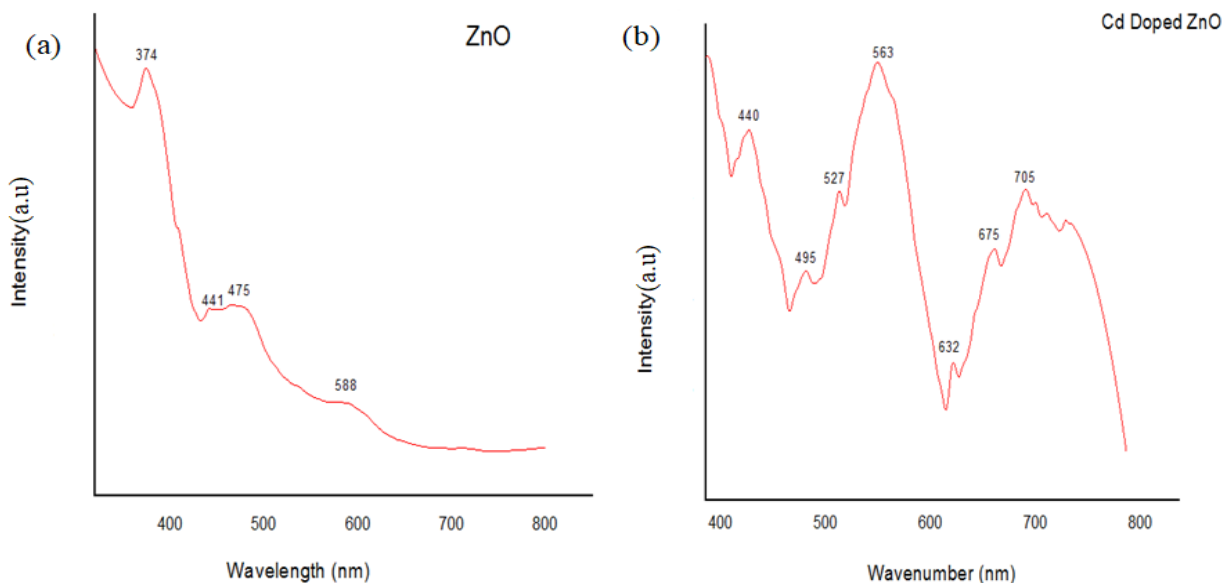 (a)
ZnO
374
441
475
588
Intensity(a.u)
400 500 600 700 800
Wavelength (nm)
(b)
Cd Doped ZnO
440
495
527
563
632
675
705
Intensity(a.u)
400 500 600 700 800
Wavenumber (nm)